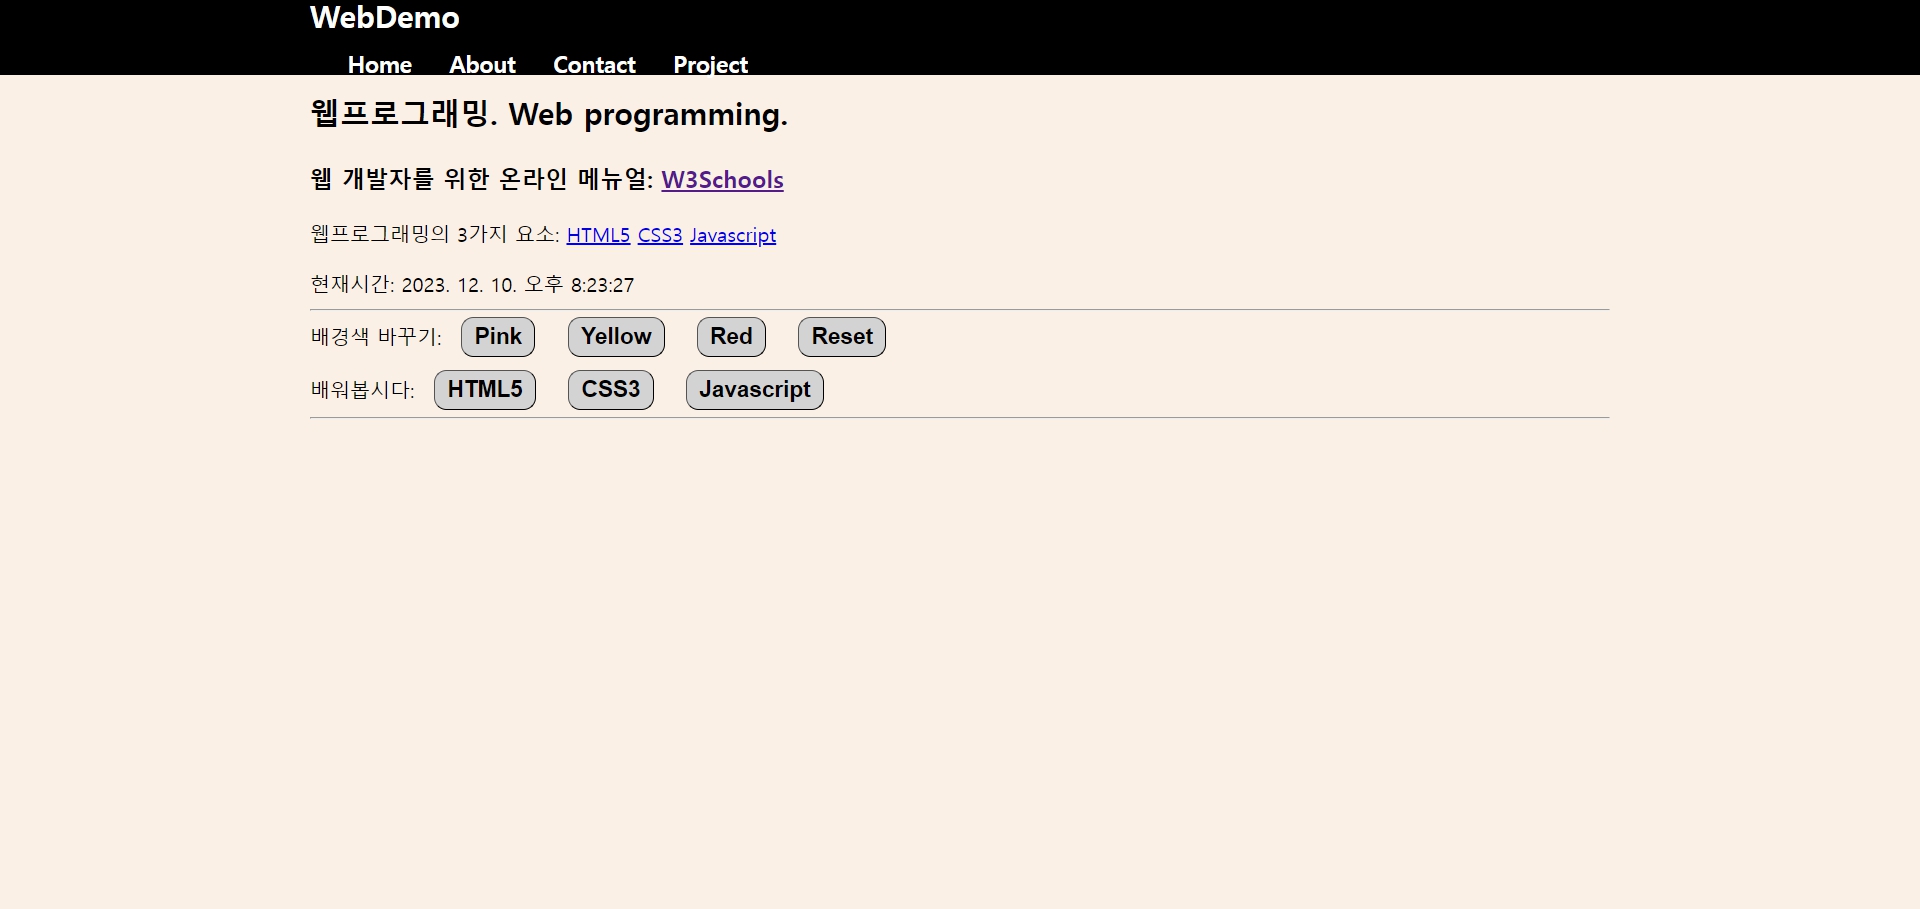 WebDemo
Home About Contact Project
웹프로그래밍. Web programming.
웹 개발자를 위한 온라인 메뉴얼: W3Schools
웹프로그래밍의 3가지 요소: HTML5 CSS3 Javascript
현재시간: 2023. 12. 10. 오후 8:23:27
배경색 바꾸기: Pink Yellow Red Reset
배워봅시다: HTML5 CSS3 Javascript